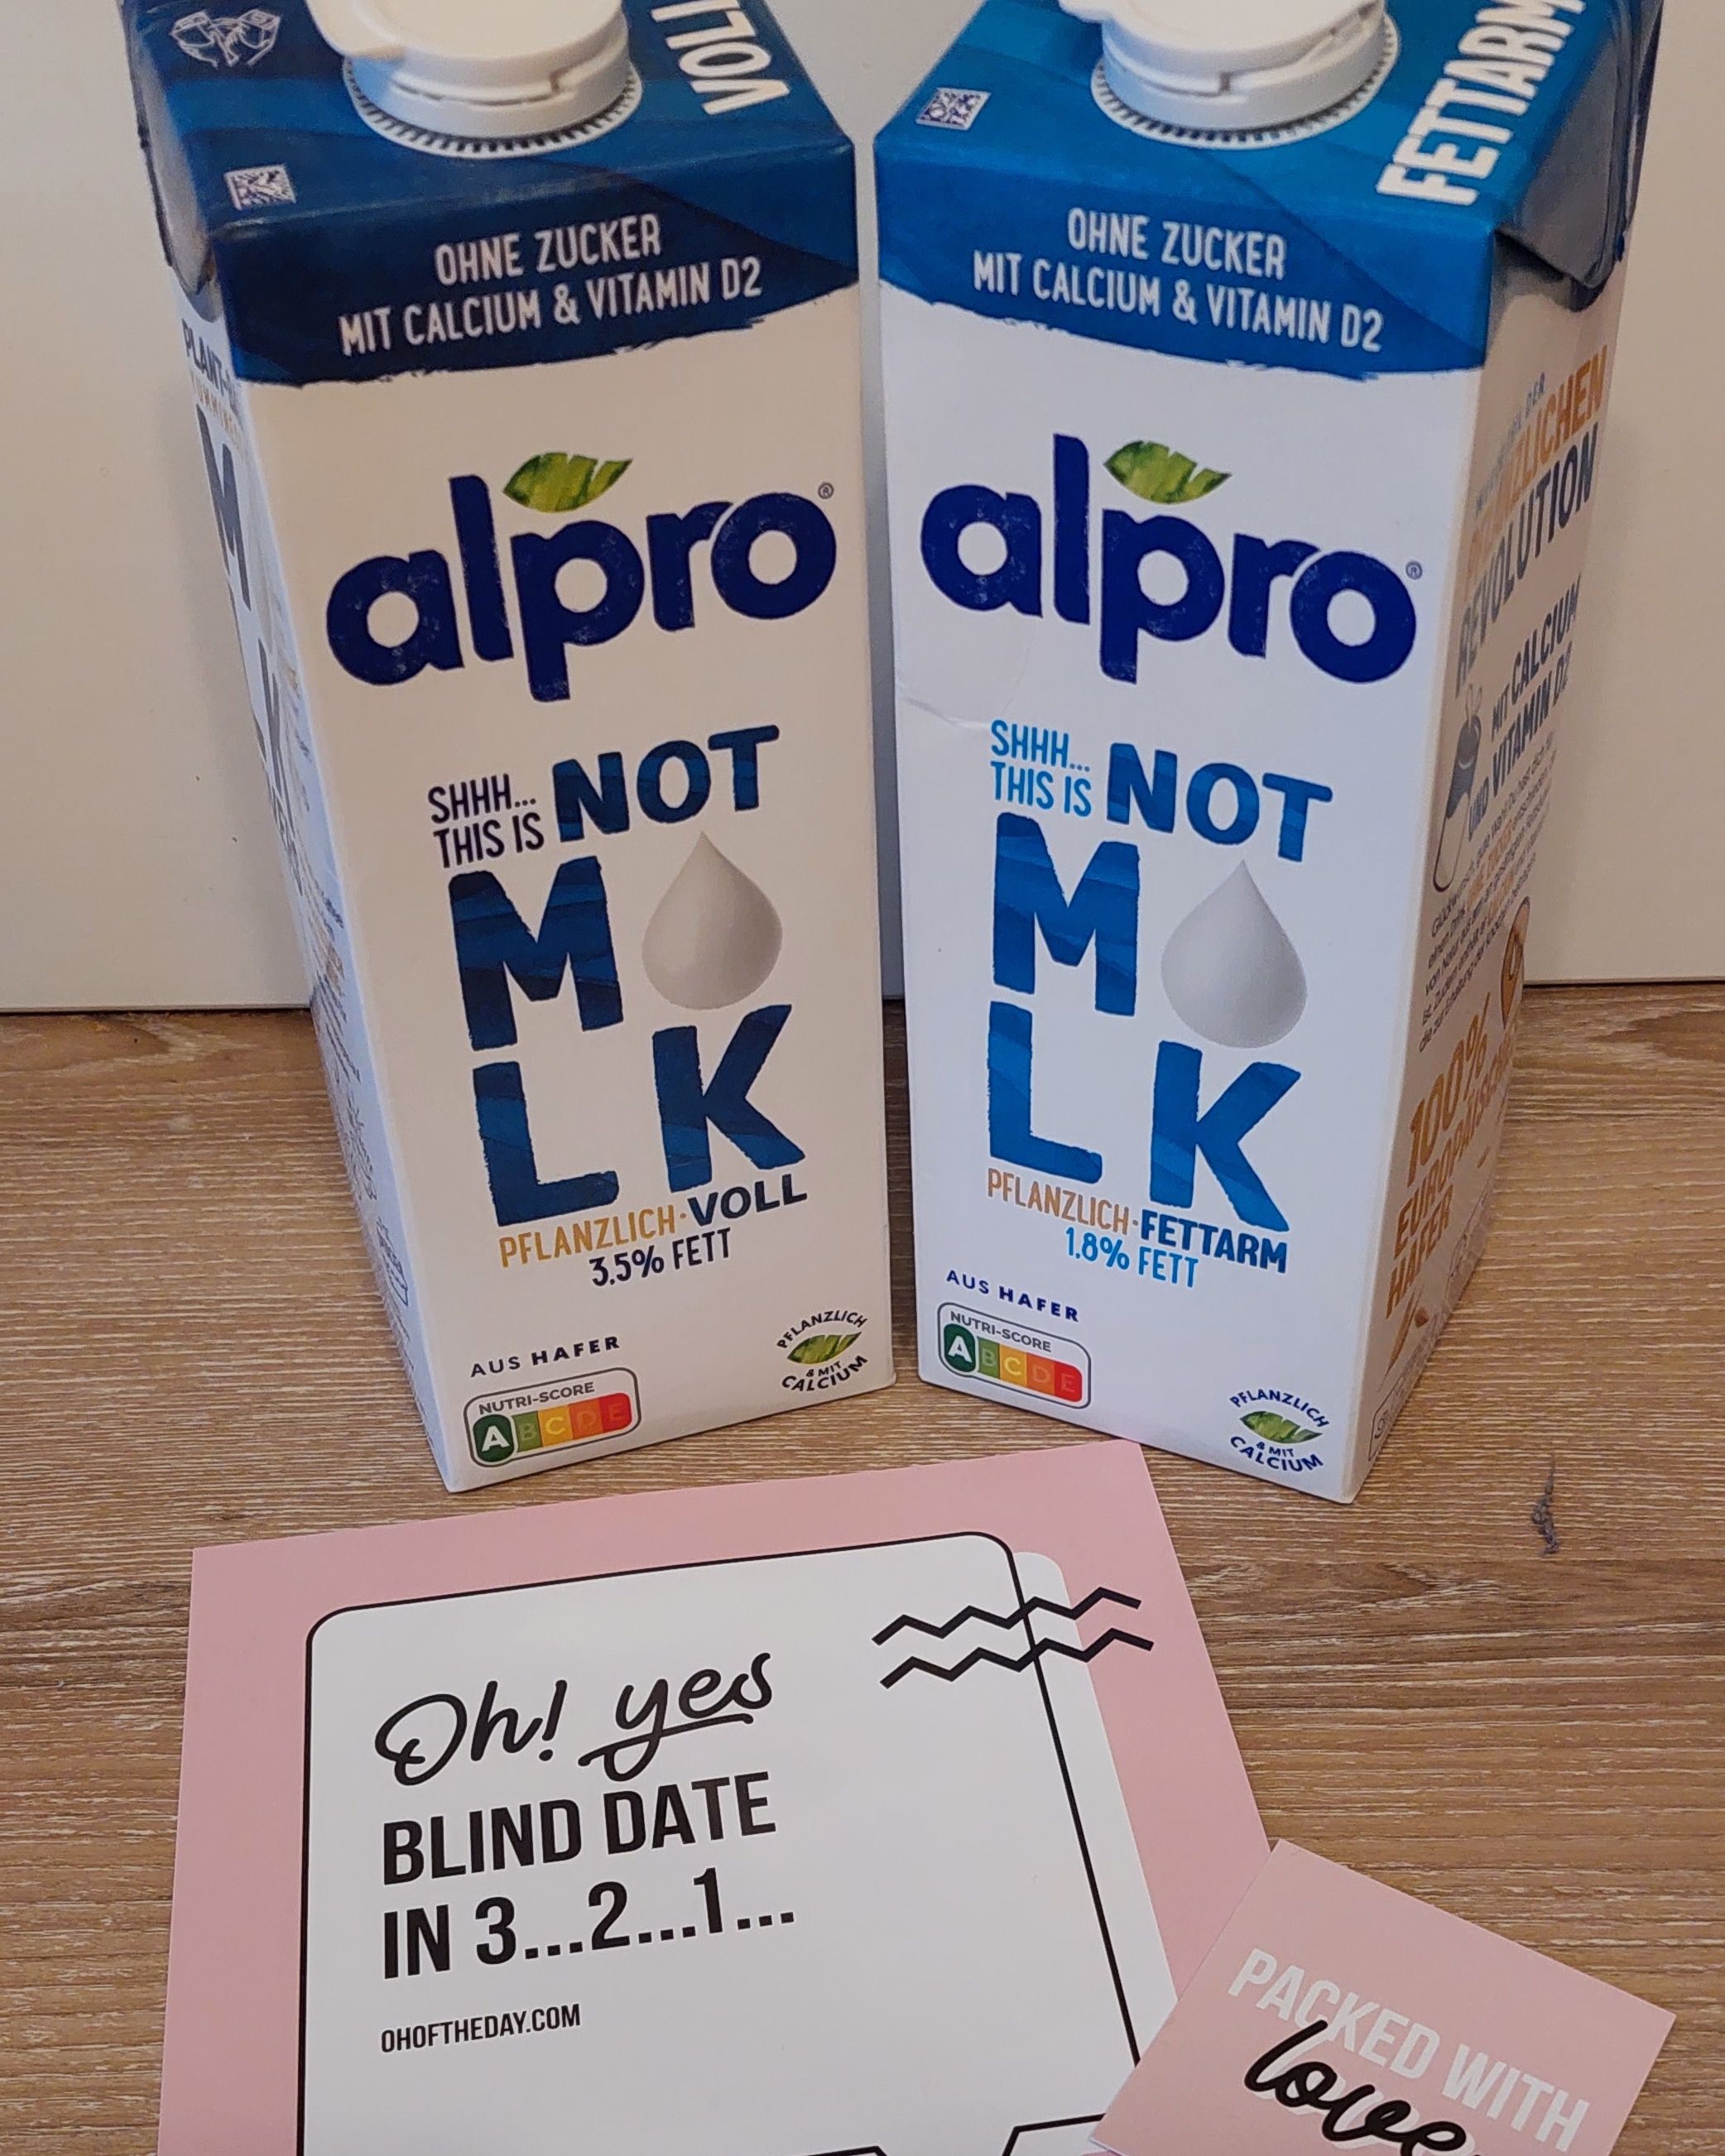 VOLL
OHNE ZUCKER
MIT CALCIUM & VITAMIN D2
alpro®
SHHH...
THIS IS NOT
M LK
PFLANZLICH·VOLL
3.5% FETT
AUS HAFER
NUTRI-SCORE
A B C D E
PFLANZLICH
& MIT
CALCIUM
FETTARM
OHNE ZUCKER
MIT CALCIUM & VITAMIN D2
alpro®
SHHH...
THIS IS NOT
M LK
PFLANZLICH·FETTARM
1.8% FETT
AUS HAFER
NUTRI-SCORE
A B C D E
PFLANZLICH
& MIT
CALCIUM
REVOLUTION
MIT CALCIUM
UND VITAMIN D2
100%
HAFER
Oh! yes
BLIND DATE
IN 3...2...1...
OHOFTHEDAY.COM
PACKED WITH
love